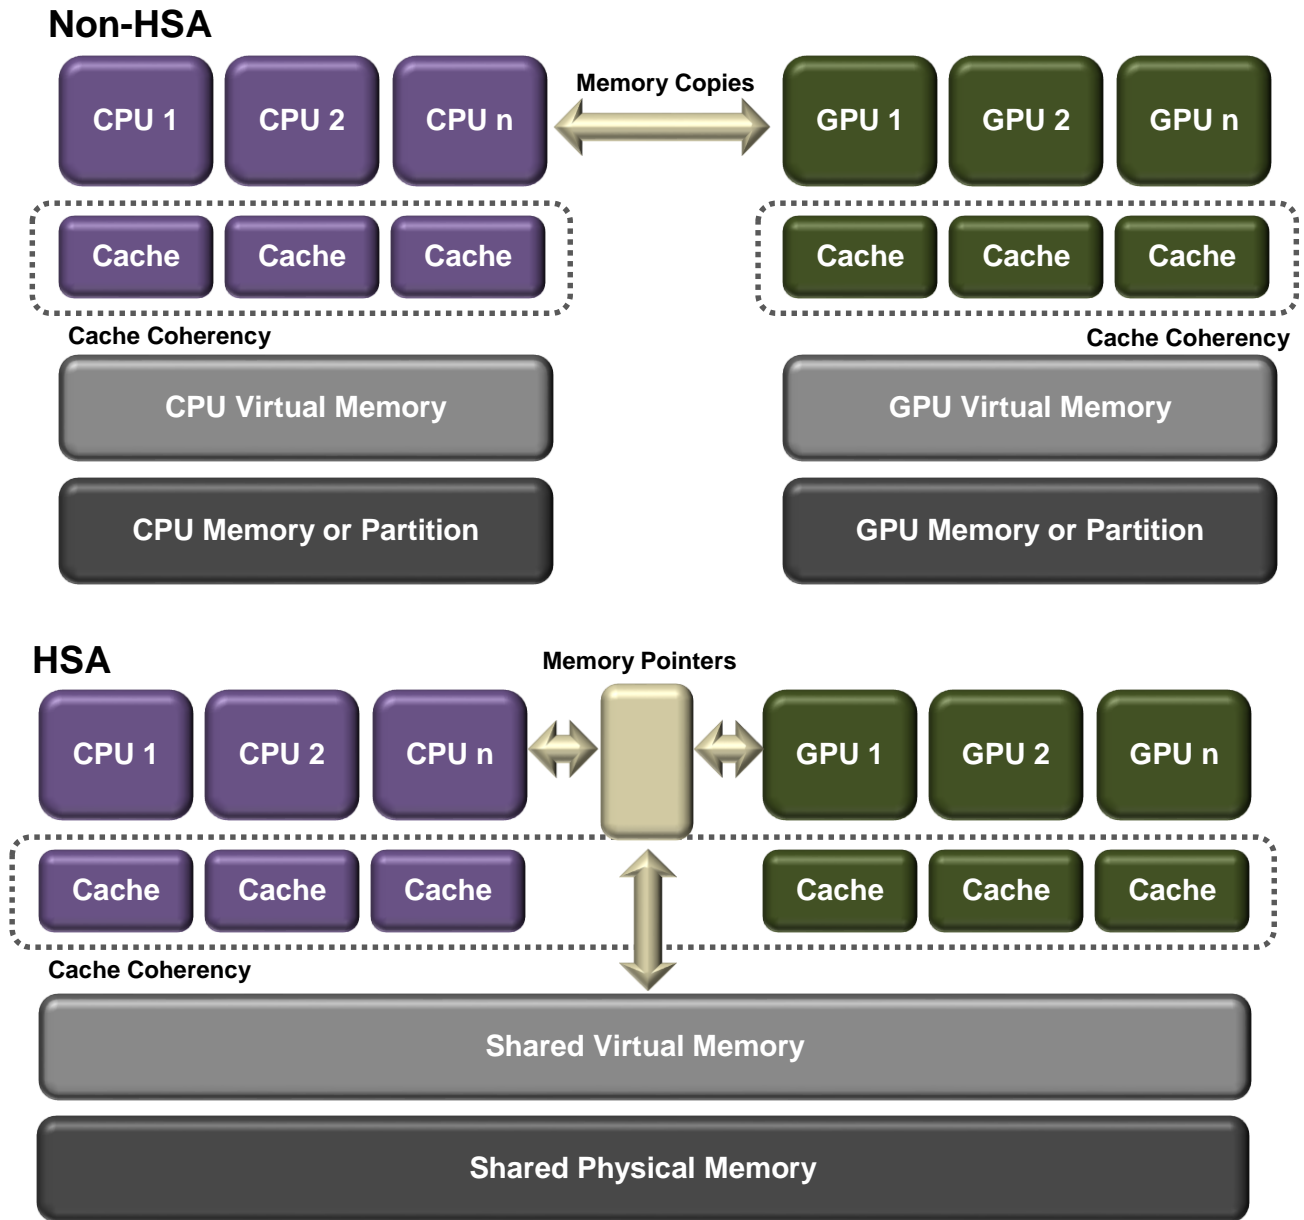 Non-HSA
Memory Copies
CPU 1
CPU 2
CPU n
GPU 1
GPU 2
GPU n
Cache
Cache
Cache
Cache
Cache
Cache
Cache Coherency
Cache Coherency
CPU Virtual Memory
GPU Virtual Memory
CPU Memory or Partition
GPU Memory or Partition
HSA
Memory Pointers
CPU 1
CPU 2
CPU n
GPU 1
GPU 2
GPU n
Cache
Cache
Cache
Cache
Cache
Cache
Cache Coherency
Shared Virtual Memory
Shared Physical Memory